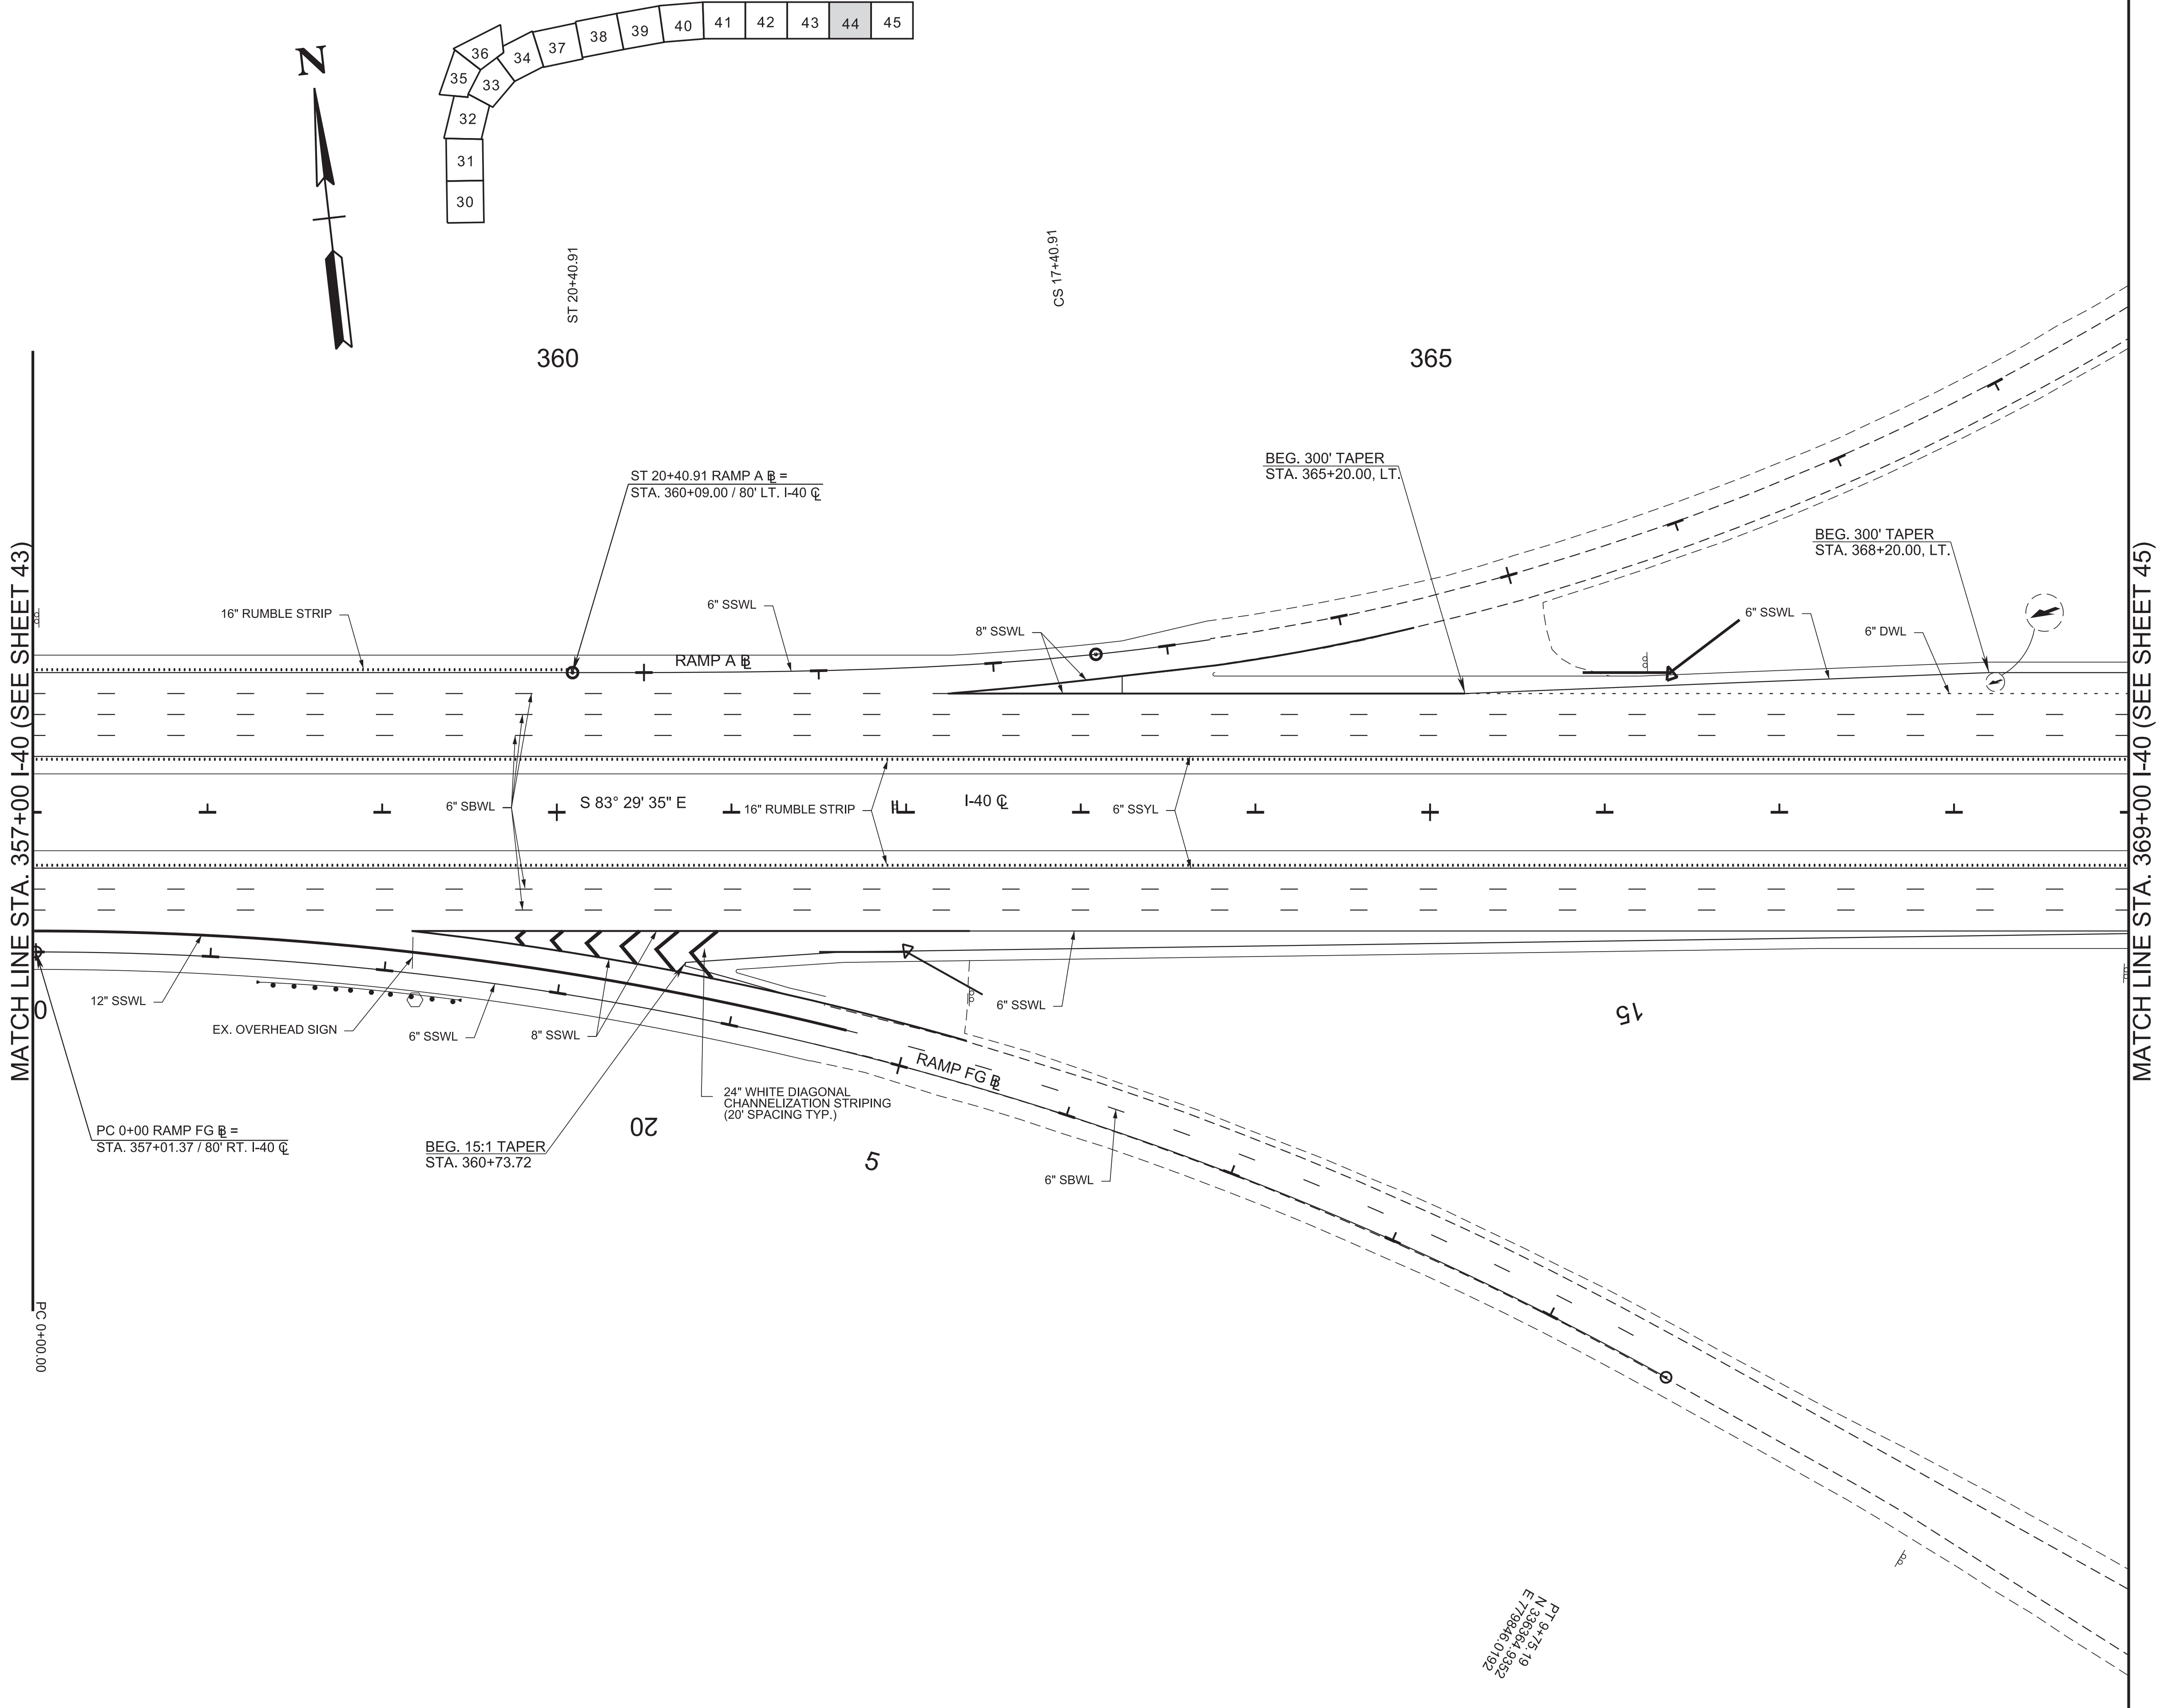 41 42 43 44 45
40
39
38
37
36
34
35
33
32
31
30
N
ST 20+40.91
CS 17+40.91
360
365
ST 20+40.91 RAMP A ℄ =
STA. 360+09.00 / 80' LT. I-40 ℄
BEG. 300' TAPER
STA. 365+20.00, LT.
BEG. 300' TAPER
STA. 368+20.00, LT.
MATCH LINE STA. 357+00 I-40 (SEE SHEET 43)
MATCH LINE STA. 369+00 I-40 (SEE SHEET 45)
16" RUMBLE STRIP
6" SSWL
8" SSWL
6" SSWL
6" DWL
RAMP A ℄
6" SBWL
S 83° 29' 35" E
16" RUMBLE STRIP
I-40 ℄
6" SSYL
12" SSWL
0
EX. OVERHEAD SIGN
6" SSWL
8" SSWL
6" SSWL
15
RAMP FG ℄
24" WHITE DIAGONAL
CHANNELIZATION STRIPING
(20' SPACING TYP.)
PC 0+00 RAMP FG ℄ =
STA. 357+01.37 / 80' RT. I-40 ℄
20
BEG. 15:1 TAPER
STA. 360+73.72
5
6" SBWL
PC 0+00.00
PT 9+75.19
N 336364.9352
E 779846.0192